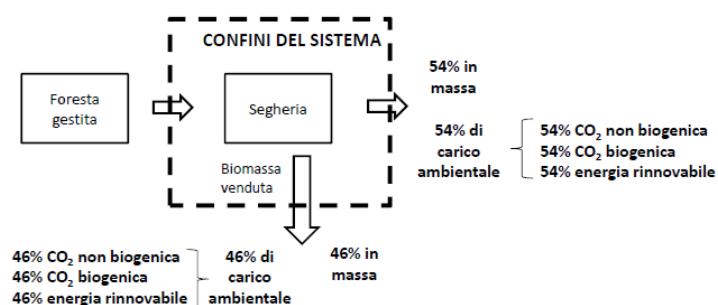 CONFINI DEL SISTEMA
Foresta
gestita
Segheria
54% in
massa
54% di
carico
ambientale
54% CO₂ non biogenica
54% CO₂ biogenica
54% energia rinnovabile
Biomassa
venduta
46% CO₂ non biogenica
46% CO₂ biogenica
46% energia rinnovabile
46% di
carico
ambientale
46% in
massa